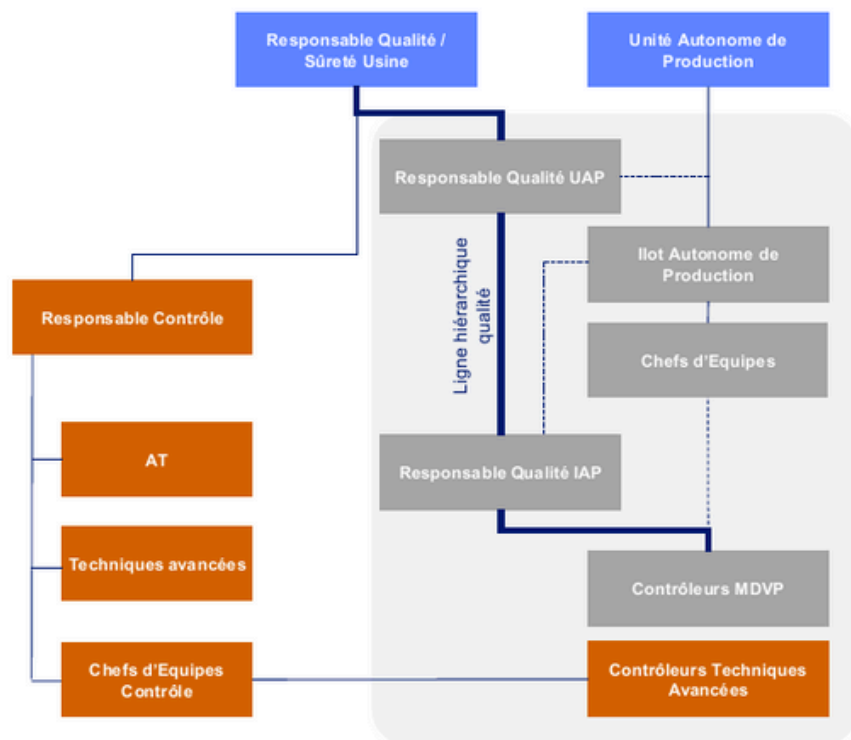 Responsable Qualité /
Sûreté Usine
Unité Autonome de
Production
Responsable Qualité UAP
Ilot Autonome de
Production
Responsable Contrôle
Ligne hiérarchique
qualité
Chefs d'Equipes
AT
Responsable Qualité IAP
Techniques avancées
Contrôleurs MDVP
Chefs d'Equipes
Contrôle
Contrôleurs Techniques
Avancées